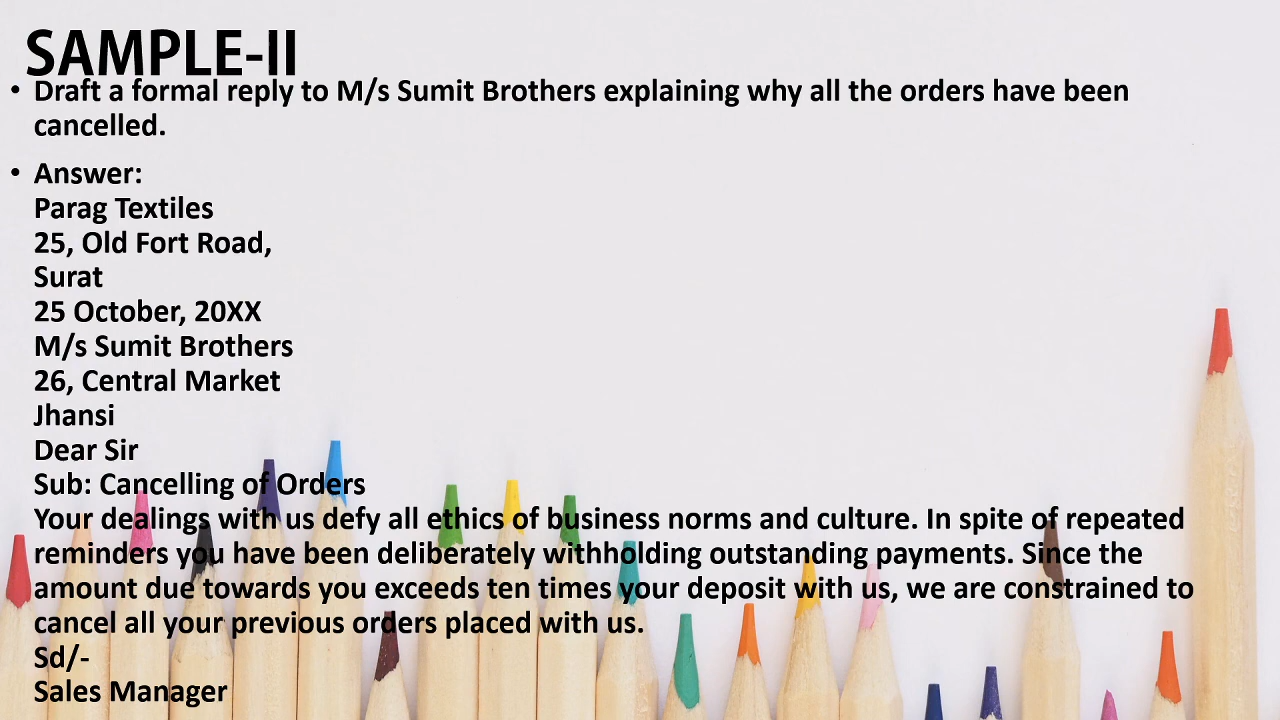 SAMPLE-II
• Draft a formal reply to M/s Sumit Brothers explaining why all the orders have been
cancelled.
• Answer:
Parag Textiles
25, Old Fort Road,
Surat
25 October, 20XX
M/s Sumit Brothers
26, Central Market
Jhansi
Dear Sir
Sub: Cancelling of Orders
Your dealings with us defy all ethics of business norms and culture. In spite of repeated
reminders you have been deliberately withholding outstanding payments. Since the
amount due towards you exceeds ten times your deposit with us, we are constrained to
cancel all your previous orders placed with us.
Sd/-
Sales Manager